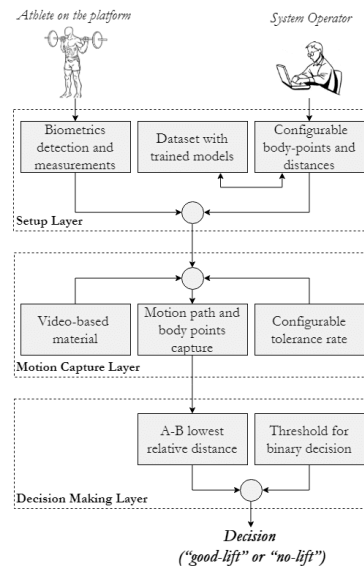 Athlete on the platform
System Operator
Biometrics
detection and
measurements
Dataset with
trained models
Configurable
body-points and
distances
Setup Layer
Video-based
material
Motion path and
body points
capture
Configurable
tolerance rate
Motion Capture Layer
A-B lowest
relative distance
Threshold for
binary decision
Decision Making Layer
Decision
("good-lift" or "no-lift")